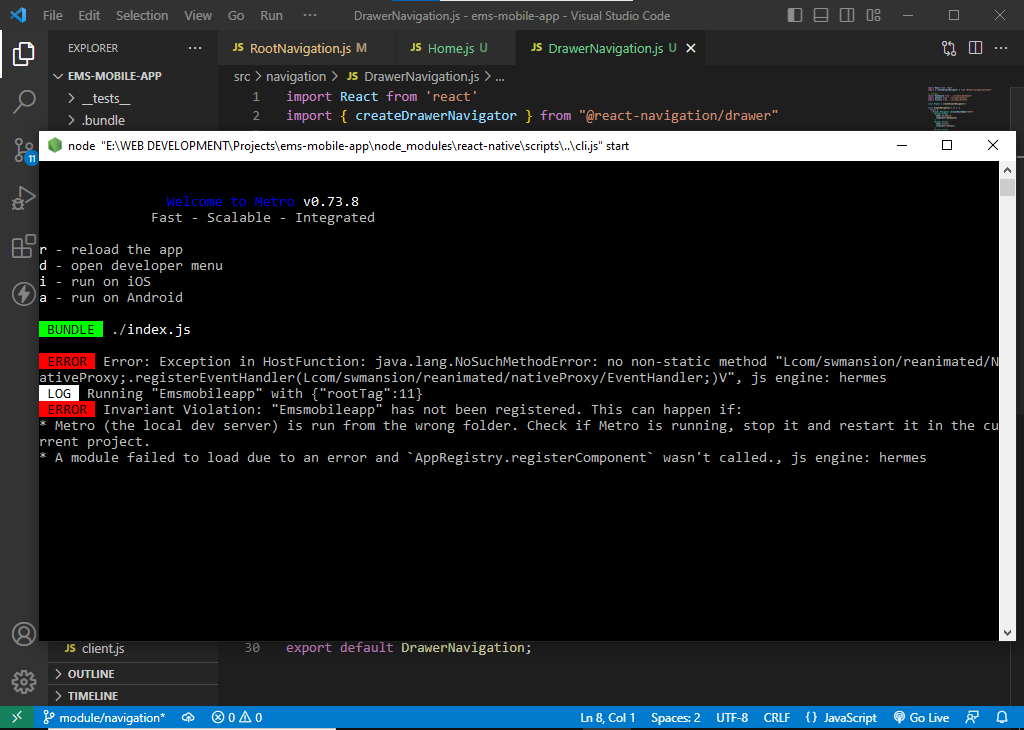 File Edit Selection View Go Run ··· DrawerNavigation.js - ems-mobile-app - Visual Studio Code
EXPLORER ···
JS RootNavigation.js M
JS Home.js U
JS DrawerNavigation.js U
EMS-MOBILE-APP
src > navigation > JS DrawerNavigation.js > ...
> __tests__
> .bundle
1 import React from 'react'
2 import { createDrawerNavigator } from "@react-navigation/drawer"
11
node "E:\WEB DEVELOPMENT\Projects\ems-mobile-app\node_modules\react-native\scripts\..\cli.js" start
Welcome to Metro v0.73.8
Fast - Scalable - Integrated
r - reload the app
d - open developer menu
i - run on iOS
a - run on Android
BUNDLE ./index.js
ERROR Error: Exception in HostFunction: java.lang.NoSuchMethodError: no non-static method "Lcom/swmansion/reanimated/N
ativeProxy;.registerEventHandler(Lcom/swmansion/reanimated/nativeProxy/EventHandler;)V", js engine: hermes
LOG Running "Emsmobileapp" with {"rootTag":11}
ERROR Invariant Violation: "Emsmobileapp" has not been registered. This can happen if:
* Metro (the local dev server) is run from the wrong folder. Check if Metro is running, stop it and restart it in the cu
rrent project.
* A module failed to load due to an error and `AppRegistry.registerComponent` wasn't called., js engine: hermes
JS client.js
30 export default DrawerNavigation;
> OUTLINE
> TIMELINE
module/navigation* 0 0 Ln 8, Col 1 Spaces: 2 UTF-8 CRLF {} JavaScript Go Live